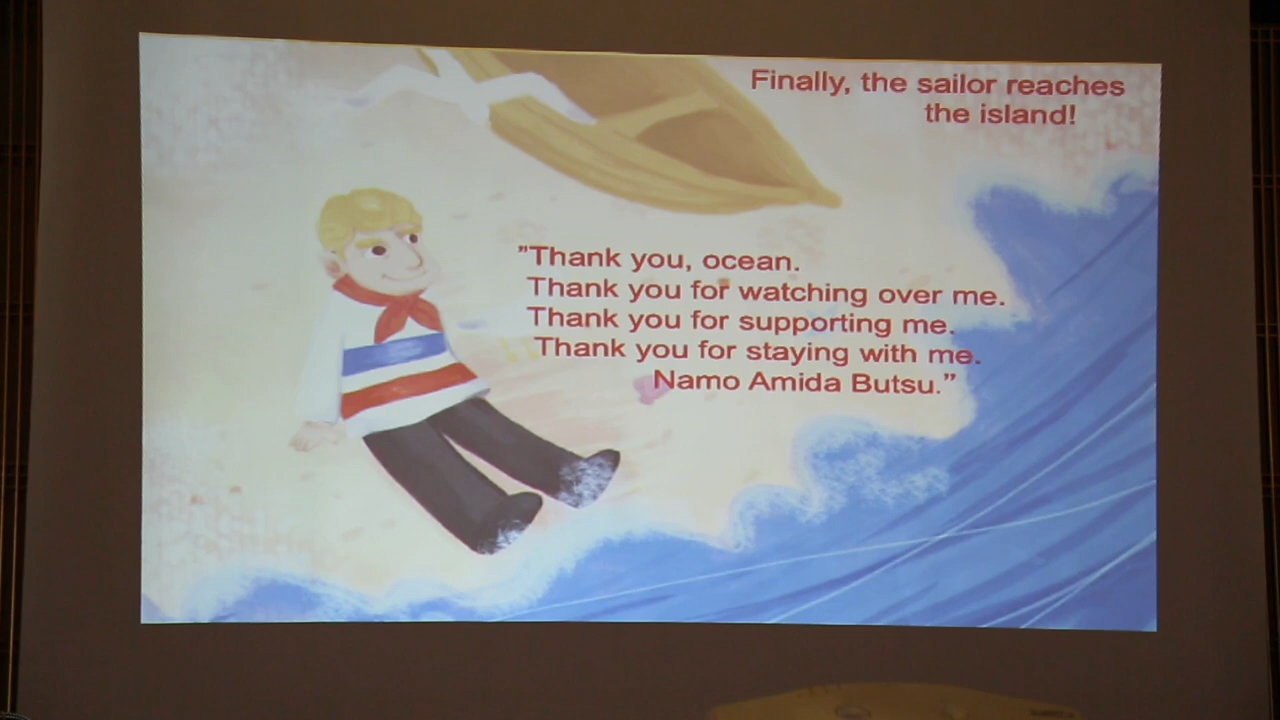 Finally, the sailor reaches
the island!
"Thank you, ocean.
Thank you for watching over me.
Thank you for supporting me.
Thank you for staying with me.
Namo Amida Butsu.”